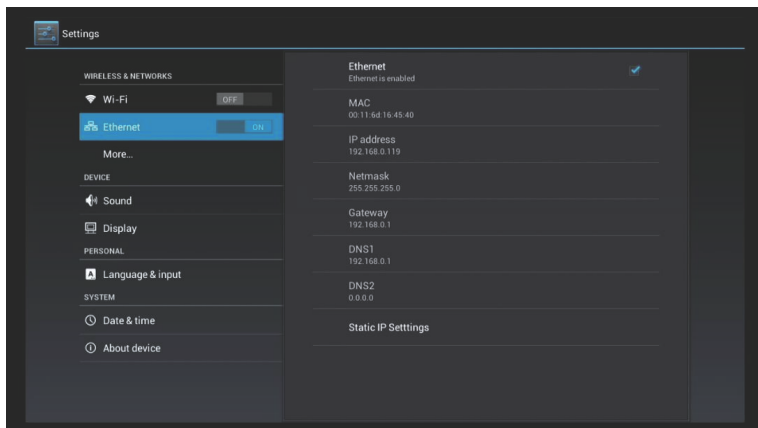 Settings
WIRELESS & NETWORKS
Wi-Fi OFF
Ethernet ON
More...
DEVICE
Sound
Display
PERSONAL
A Language & input
SYSTEM
Date & time
About device
Ethernet
Ethernet is enabled
MAC
00:11:6d:16:45:40
IP address
192.168.0.119
Netmask
255.255.255.0
Gateway
192.168.0.1
DNS1
192.168.0.1
DNS2
0.0.0.0
Static IP Setttings